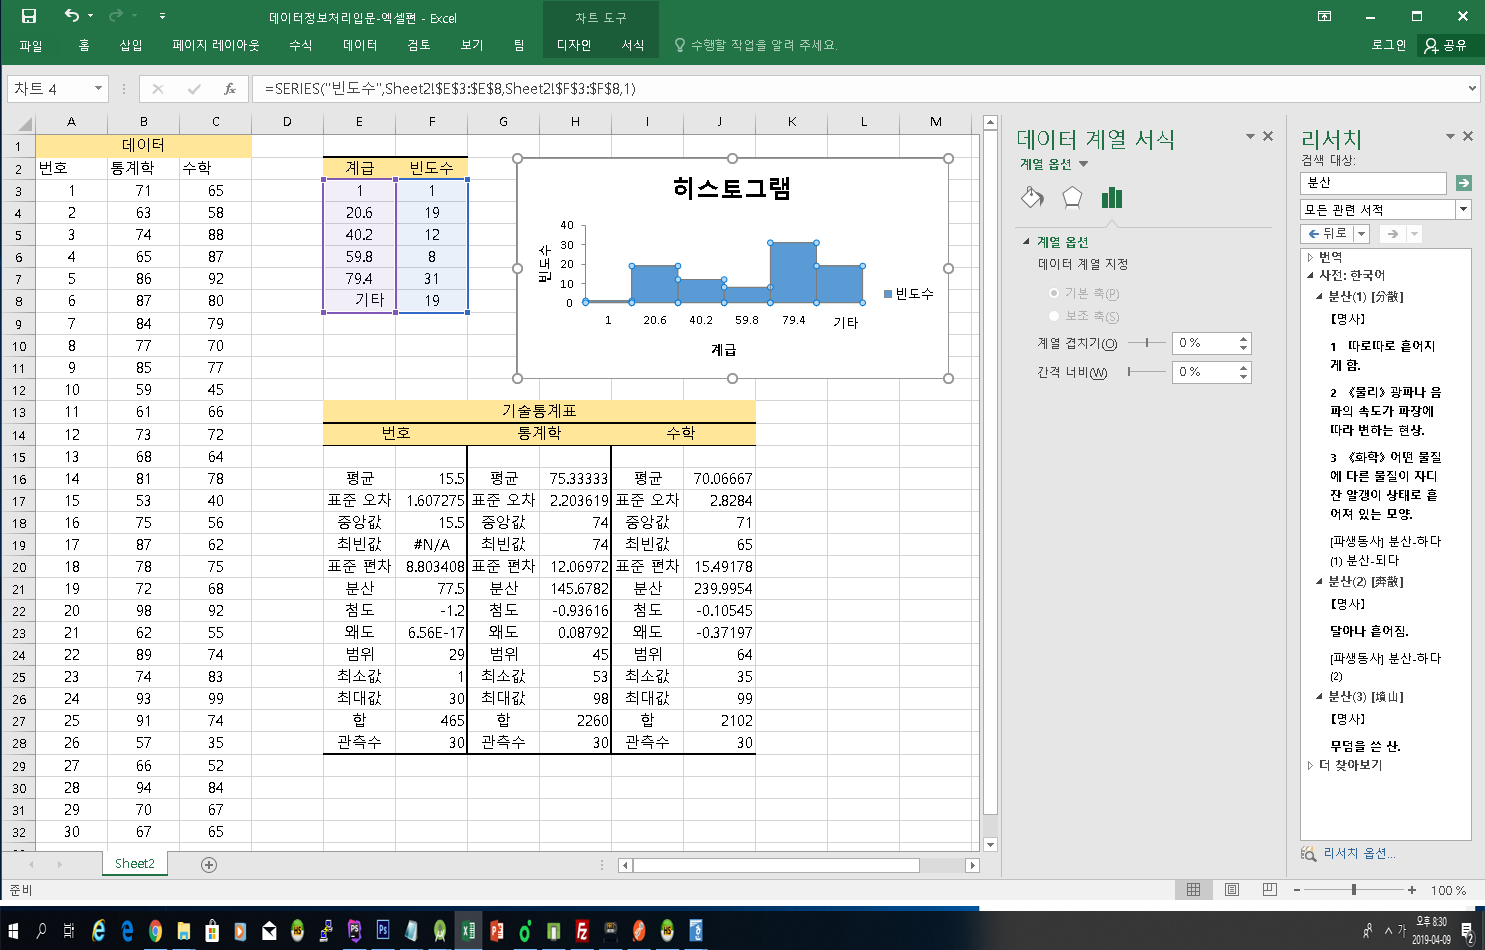 데이터정보처리입문-엑셀편 - Excel
차트 도구
파일 홈 삽입 페이지 레이아웃 수식 데이터 검토 보기 팀 디자인 서식 수행할 작업을 알려 주세요. 로그인 공유
차트 4 fx =SERIES("빈도수",Sheet2!$E$3:$E$8,Sheet2!$F$3:$F$8,1)
A B C D E F G H I J K L M
1 데이터
2 번호 통계학 수학 계급 빈도수
3 1 71 65 1 1
4 2 63 58 20.6 19
5 3 74 88 40.2 12
6 4 65 87 59.8 8
7 5 86 92 79.4 31
8 6 87 80 기타 19
9 7 84 79
10 8 77 70
11 9 85 77
12 10 59 45
13 11 61 66 기술통계표
14 12 73 72 번호 통계학 수학
15 13 68 64
16 14 81 78 평균 15.5 평균 75.33333 평균 70.06667
17 15 53 40 표준 오차 1.607275 표준 오차 2.203619 표준 오차 2.8284
18 16 75 56 중앙값 15.5 중앙값 74 중앙값 71
19 17 87 62 최빈값 #N/A 최빈값 74 최빈값 65
20 18 78 75 표준 편차 8.803408 표준 편차 12.06972 표준 편차 15.49178
21 19 72 68 분산 77.5 분산 145.6782 분산 239.9954
22 20 98 92 첨도 -1.2 첨도 -0.93616 첨도 -0.10545
23 21 62 55 왜도 6.56E-17 왜도 0.08792 왜도 -0.37197
24 22 89 74 범위 29 범위 45 범위 64
25 23 74 83 최소값 1 최소값 53 최소값 35
26 24 93 99 최대값 30 최대값 98 최대값 99
27 25 91 74 합 465 합 2260 합 2102
28 26 57 35 관측수 30 관측수 30 관측수 30
29 27 66 52
30 28 94 84
31 29 70 67
32 30 67 65
히스토그램
빈도수
40
30
20
10
0
1 20.6 40.2 59.8 79.4 기타
계급
빈도수
데이터 계열 서식
계열 옵션
계열 옵션
데이터 계열 지정
기본 축(P)
보조 축(S)
계열 겹치기(O) 0 %
간격 너비(W) 0 %
리서치
검색 대상:
분산
모든 관련 서적
뒤로
번역
사전: 한국어
분산(1) [分散]
【명사】
1 따로따로 흩어지
게 함.
2 《물리》 광파나 음
파의 속도가 파장에
따라 변하는 현상.
3 《화학》 어떤 물질
에 다른 물질이 자디
잔 알갱이 상태로 흩
어져 있는 모양.
[파생동사] 분산-하다
(1) 분산-되다
분산(2) [奔散]
【명사】
달아나 흩어짐.
[파생동사] 분산-하다
(2)
분산(3) [墳山]
【명사】
무덤을 쓴 산.
더 찾아보기
리서치 옵션...
Sheet2
준비
100 %
오후 8:30
2019-04-09
가
2